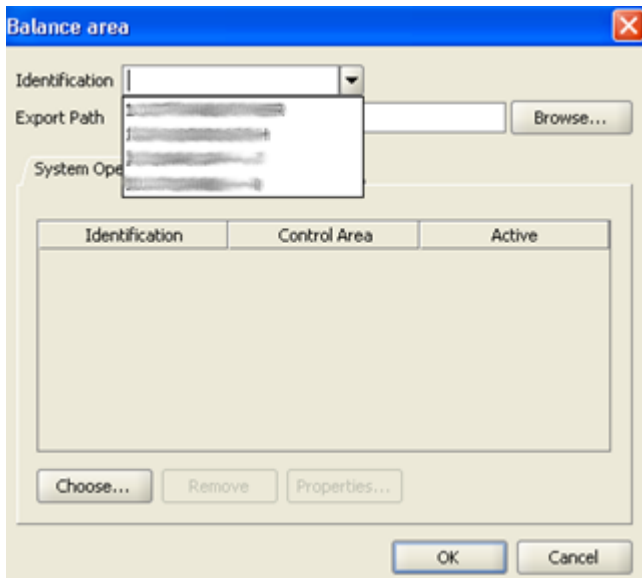 Balance area
Identification
Export Path
Browse...
System Ope
Identification Control Area Active
Choose... Remove Properties...
OK Cancel